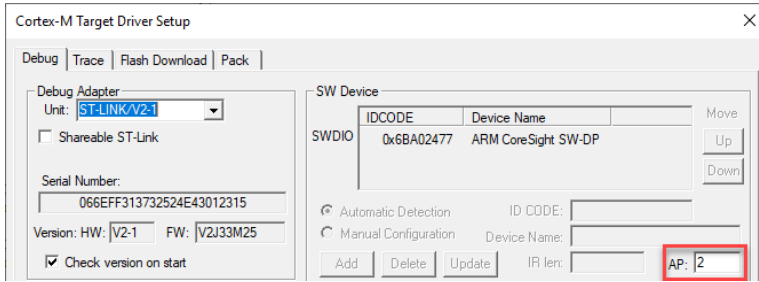 Cortex-M Target Driver Setup
Debug Trace Flash Download Pack
Debug Adapter
Unit: ST-LINK/V2-1
Shareable ST-Link
Serial Number:
066EFF313732524E43012315
Version: HW: V2-1 FW: V2J33M25
Check version on start
SW Device
IDCODE Device Name Move
SWDIO 0x6BA02477 ARM CoreSight SW-DP Up
Down
Automatic Detection ID CODE:
Manual Configuration Device Name:
Add Delete Update IR len: AP: 2